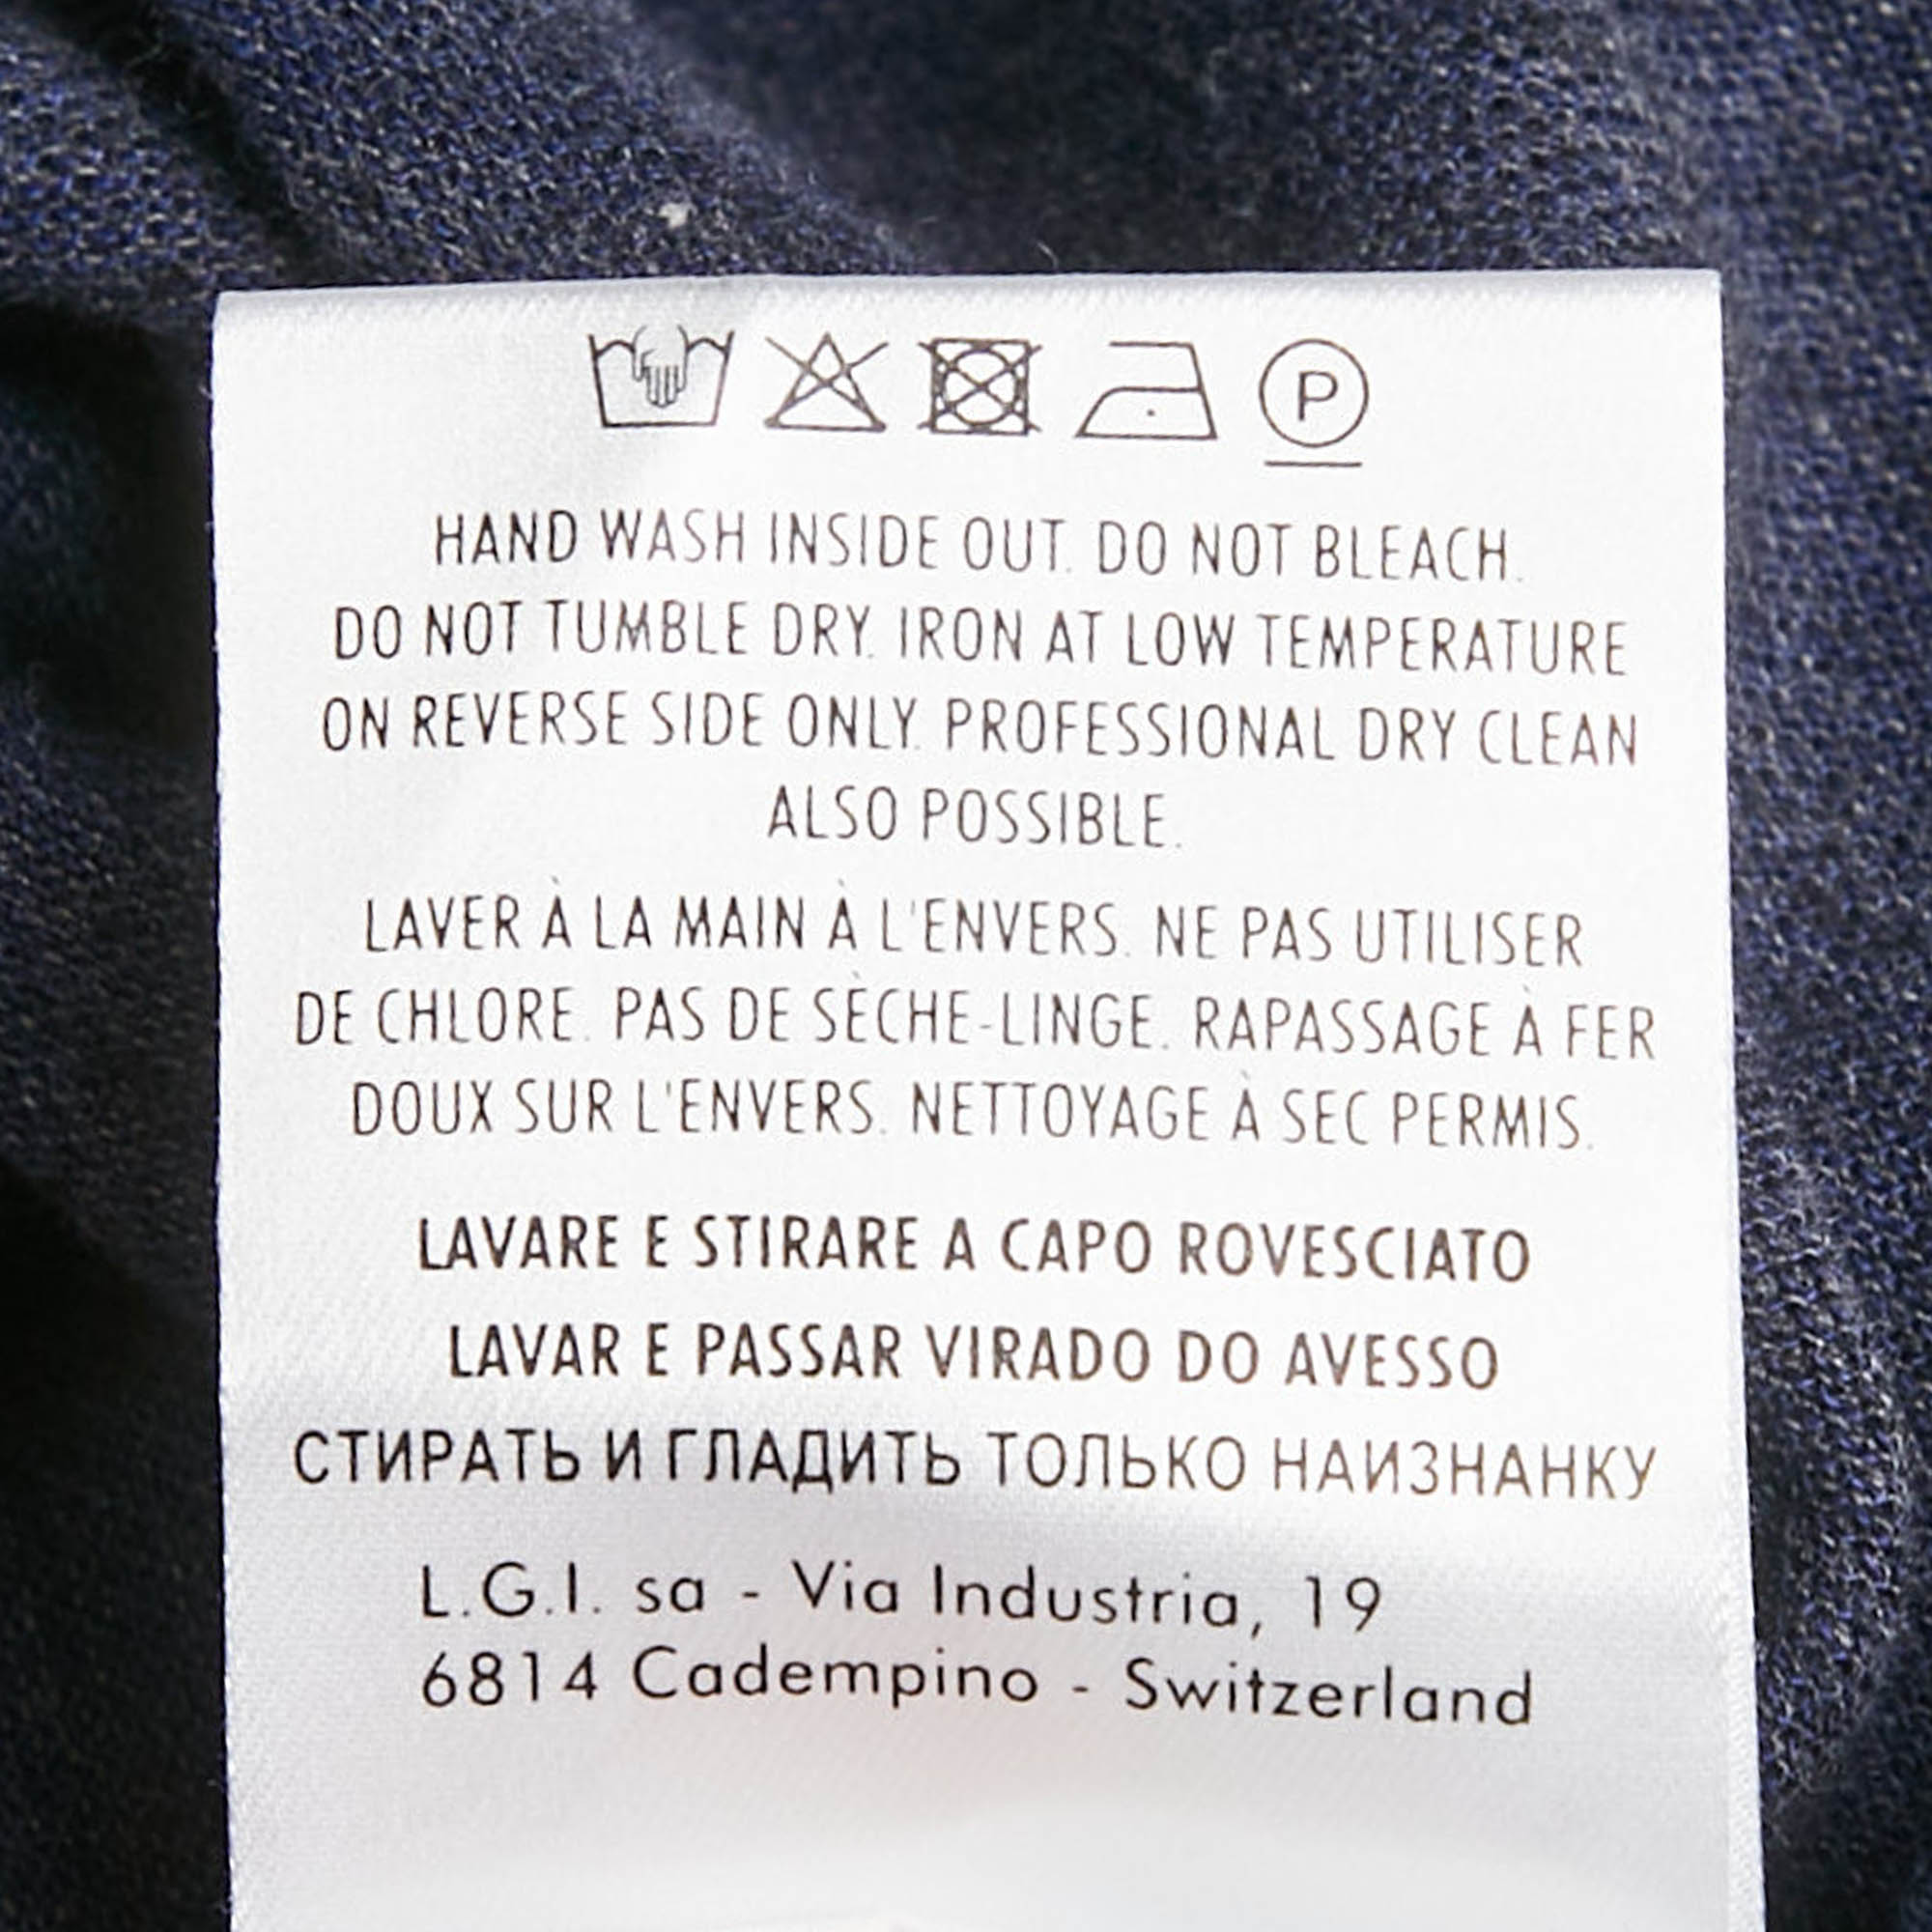 P
HAND WASH INSIDE OUT. DO NOT BLEACH.
DO NOT TUMBLE DRY. IRON AT LOW TEMPERATURE
ON REVERSE SIDE ONLY. PROFESSIONAL DRY CLEAN
ALSO POSSIBLE.
LAVER À LA MAIN À L'ENVERS. NE PAS UTILISER
DE CHLORE. PAS DE SÈCHE-LINGE. RAPASSAGE À FER
DOUX SUR L'ENVERS. NETTOYAGE À SEC PERMIS.
LAVARE E STIRARE A CAPO ROVESCIATO
LAVAR E PASSAR VIRADO DO AVESSO
СТИРАТЬ И ГЛАДИТЬ ТОЛЬКО НАИЗНАНКУ
L.G.I. sa - Via Industria, 19
6814 Cadempino - Switzerland